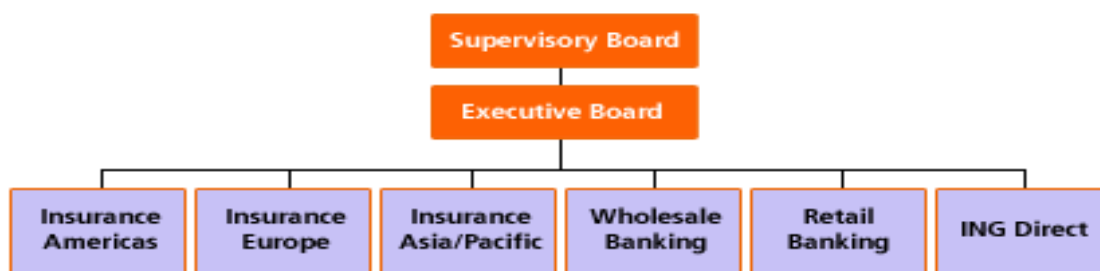 Supervisory Board
Executive Board
Insurance
Americas
Insurance
Europe
Insurance
Asia/Pacific
Wholesale
Banking
Retail
Banking
ING Direct